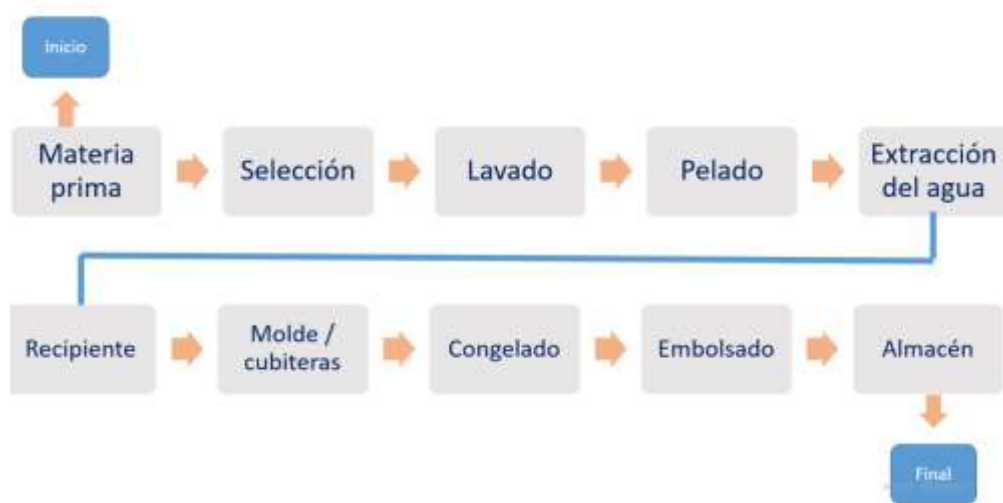 Inicio
Materia
prima
Selección
Lavado
Pelado
Extracción
del agua
Recipiente
Molde /
cubiteras
Congelado
Embolsado
Almacén
Final